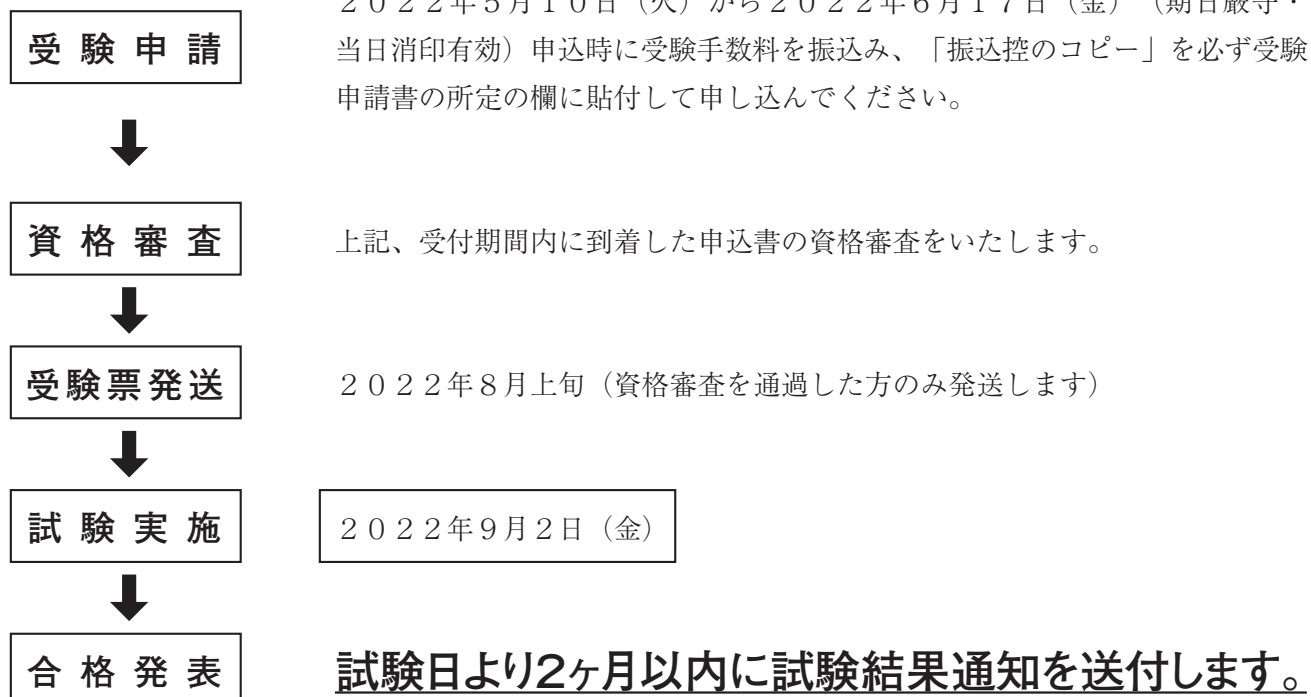 ２０２２年５月１０日（火）から２０２２年６月１７日（金）（期日厳守・
受験申請
当日消印有効）申込時に受験手数料を振込み、「振込控のコピー」を必ず受験
申請書の所定の欄に貼付して申し込んでください。
資格審査
上記、受付期間内に到着した申込書の資格審査をいたします。
受験票発送
２０２２年８月上旬（資格審査を通過した方のみ発送します）
試験実施
２０２２年９月２日（金）
合格発表
試験日より2ヶ月以内に試験結果通知を送付します。